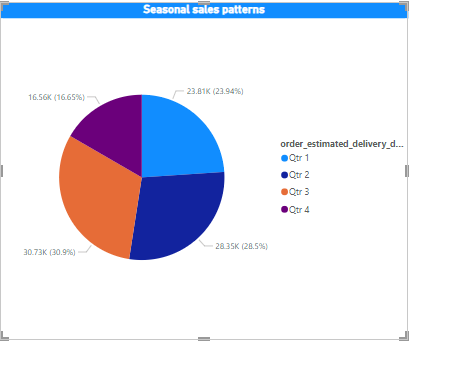 Seasonal sales patterns
16.56K (16.65%)
23.81K (23.94%)
order_estimated_delivery_d...
Qtr 1
Qtr 2
Qtr 3
Qtr 4
30.73K (30.9%)
28.35K (28.5%)